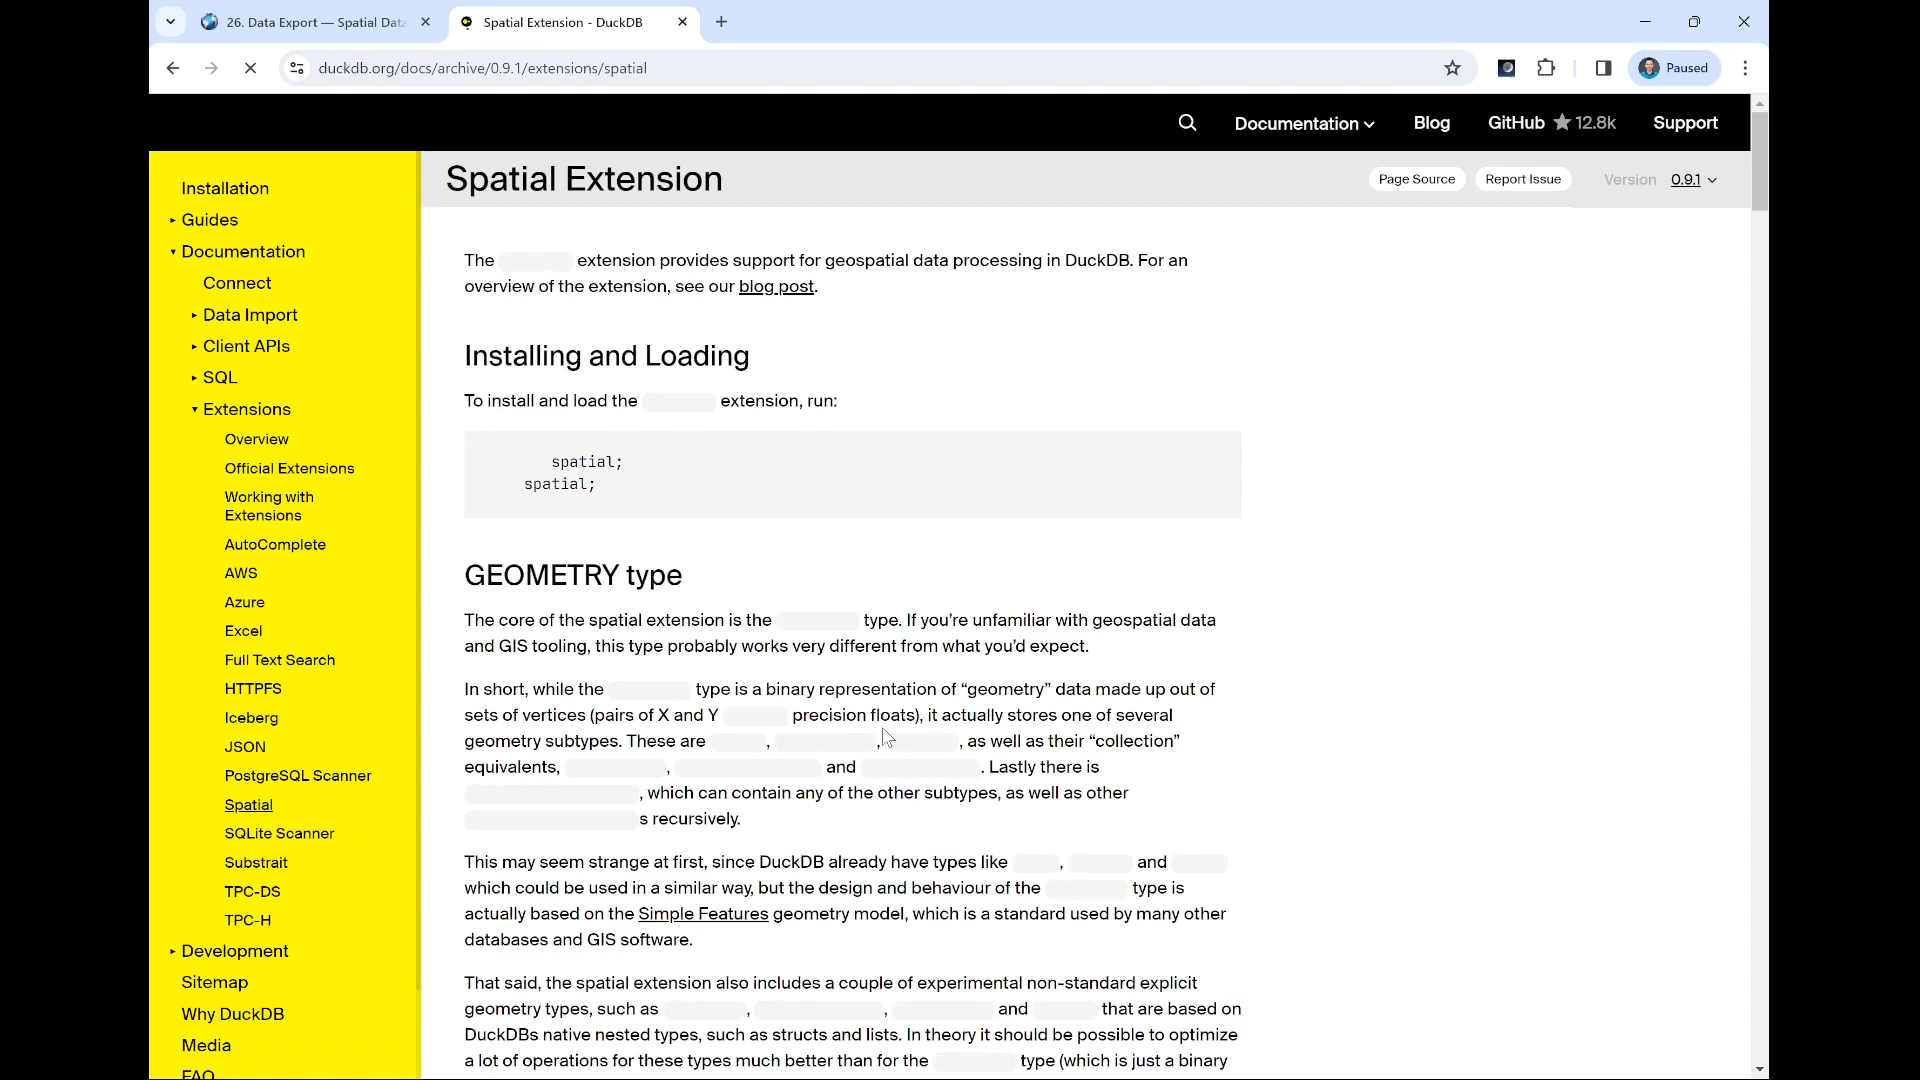 26. Data Export — Spatial Data
Spatial Extension - DuckDB
duckdb.org/docs/archive/0.9.1/extensions/spatial
Paused
Documentation
Blog
GitHub ★ 12.8k
Support
Installation
Guides
Documentation
Connect
Data Import
Client APIs
SQL
Extensions
Overview
Official Extensions
Working with
Extensions
AutoComplete
AWS
Azure
Excel
Full Text Search
HTTPFS
Iceberg
JSON
PostgreSQL Scanner
Spatial
SQLite Scanner
Substrait
TPC-DS
TPC-H
Development
Sitemap
Why DuckDB
Media
FAQ
Spatial Extension
Page Source
Report Issue
Version 0.9.1
The extension provides support for geospatial data processing in DuckDB. For an
overview of the extension, see our blog post.
Installing and Loading
To install and load the extension, run:
spatial;
spatial;
GEOMETRY type
The core of the spatial extension is the type. If you’re unfamiliar with geospatial data
and GIS tooling, this type probably works very different from what you’d expect.
In short, while the type is a binary representation of “geometry” data made up out of
sets of vertices (pairs of X and Y precision floats), it actually stores one of several
geometry subtypes. These are , , , as well as their “collection”
equivalents, , and . Lastly there is
, which can contain any of the other subtypes, as well as other
s recursively.
This may seem strange at first, since DuckDB already have types like , and
which could be used in a similar way, but the design and behaviour of the type is
actually based on the Simple Features geometry model, which is a standard used by many other
databases and GIS software.
That said, the spatial extension also includes a couple of experimental non-standard explicit
geometry types, such as , , and that are based on
DuckDBs native nested types, such as structs and lists. In theory it should be possible to optimize
a lot of operations for these types much better than for the type (which is just a binary